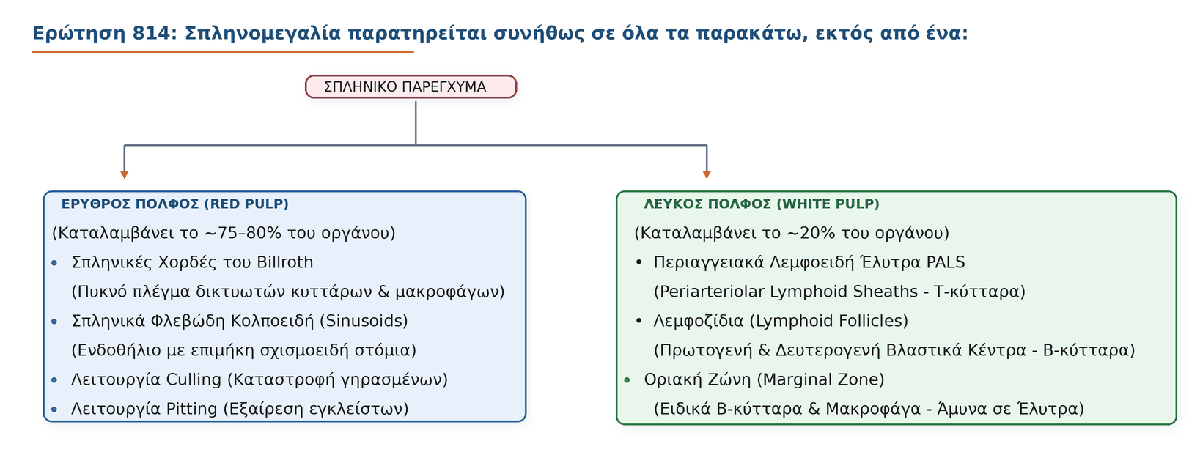 Ερώτηση 814: Σπληνομεγαλία παρατηρείται συνήθως σε όλα τα παρακάτω, εκτός από ένα:
ΣΠΛΗΝΙΚΟ ΠΑΡΕΓΧΥΜΑ
ΕΡΥΘΡΟΣ ΠΟΛΦΟΣ (RED PULP)
(Καταλαμβάνει το ~75–80% του οργάνου)
• Σπληνικές Χορδές του Billroth
(Πυκνό πλέγμα δικτυωτών κυττάρων & μακροφάγων)
• Σπληνικά Φλεβώδη Κολποειδή (Sinusoids)
(Ενδοθήλιο με επιμήκη σχισμοειδή στόμια)
• Λειτουργία Culling (Καταστροφή γηρασμένων)
• Λειτουργία Pitting (Εξαίρεση εγκλείστων)
ΛΕΥΚΟΣ ΠΟΛΦΟΣ (WHITE PULP)
(Καταλαμβάνει το ~20% του οργάνου)
• Περιαγγειακά Λεμφοειδή Έλυτρα PALS
(Periarteriolar Lymphoid Sheaths - Τ-κύτταρα)
• Λεμφοζίδια (Lymphoid Follicles)
(Πρωτογενή & Δευτερογενή Βλαστικά Κέντρα - Β-κύτταρα)
• Οριακή Ζώνη (Marginal Zone)
(Ειδικά Β-κύτταρα & Μακροφάγα - Άμυνα σε Έλυτρα)